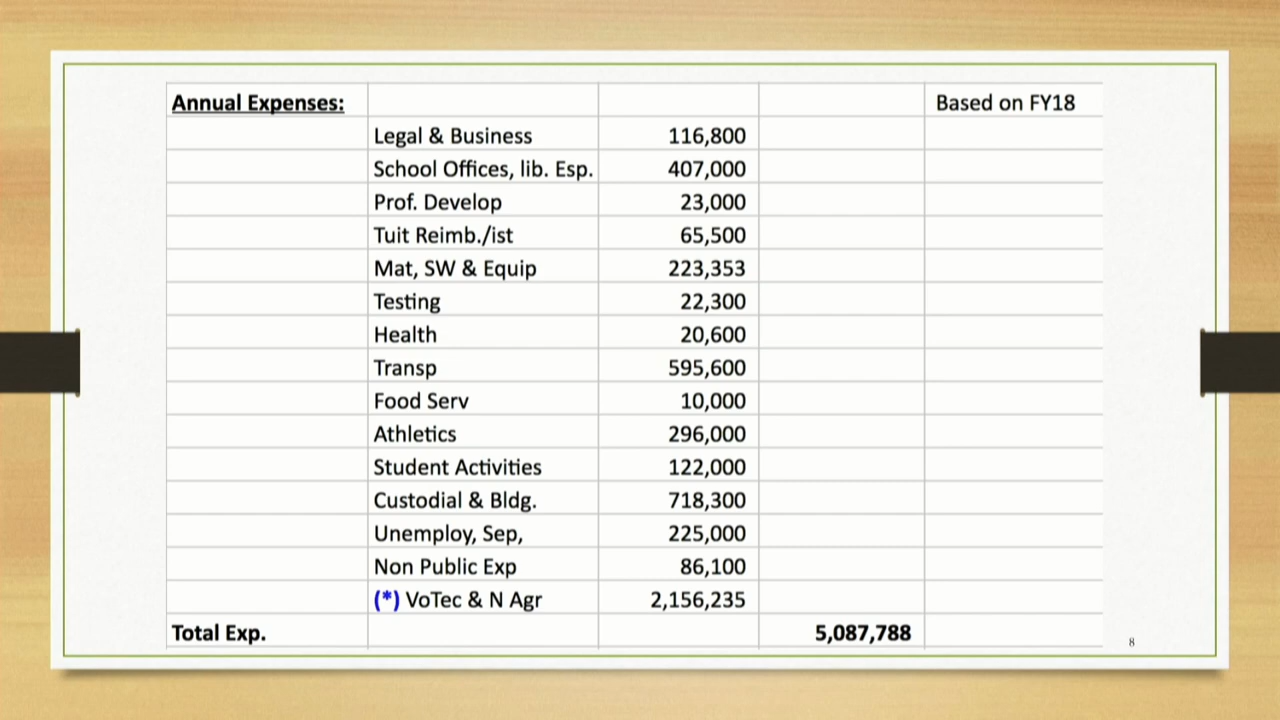 Annual Expenses: Based on FY18
Legal & Business 116,800
School Offices, lib. Esp. 407,000
Prof. Develop 23,000
Tuit Reimb./ist 65,500
Mat, SW & Equip 223,353
Testing 22,300
Health 20,600
Transp 595,600
Food Serv 10,000
Athletics 296,000
Student Activities 122,000
Custodial & Bldg. 718,300
Unemploy, Sep, 225,000
Non Public Exp 86,100
(*) VoTec & N Agr 2,156,235
Total Exp. 5,087,788
8